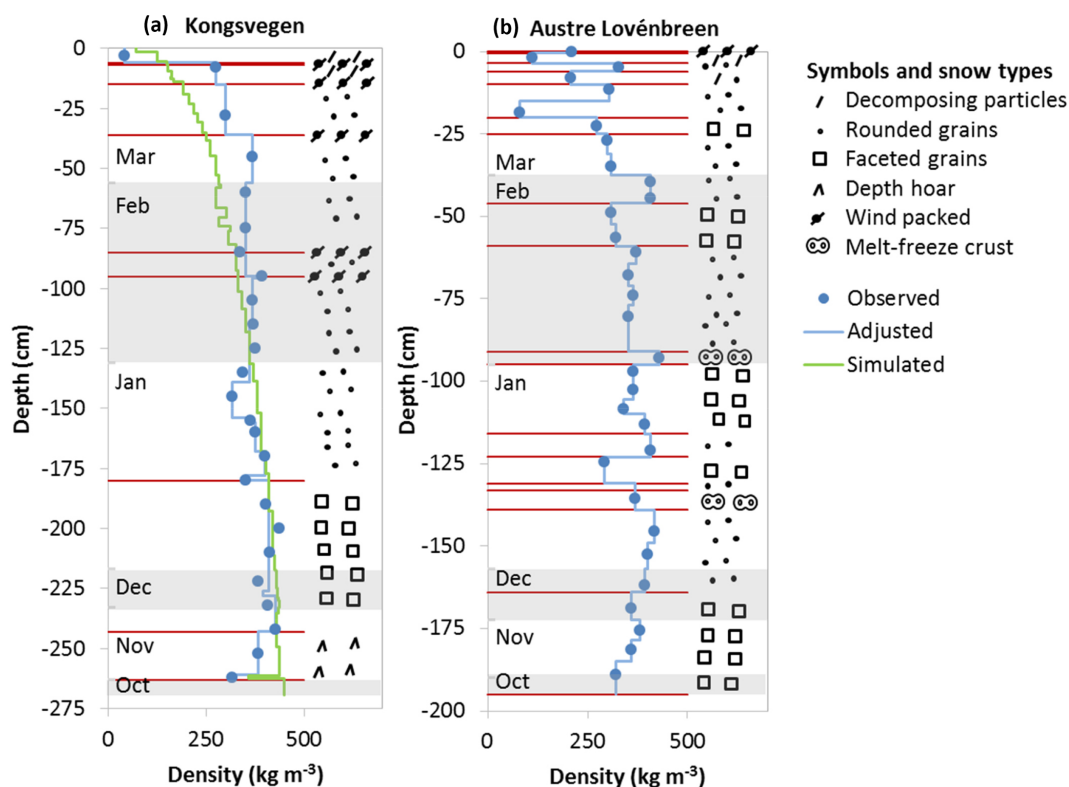 (a) Kongsvegen
0
-25
-50
-75
-100
-125
-150
-175
-200
-225
-250
-275
Depth (cm)
Mar
Feb
Jan
Dec
Nov
Oct
0 250 500
Density (kg m-3)
(b) Austre Lovénbreen
0
-25
-50
-75
-100
-125
-150
-175
-200
Depth (cm)
Mar
Feb
Jan
Dec
Nov
Oct
0 250 500
Density (kg m-3)
Symbols and snow types
Decomposing particles
Rounded grains
Faceted grains
Depth hoar
Wind packed
Melt-freeze crust
Observed
Adjusted
Simulated